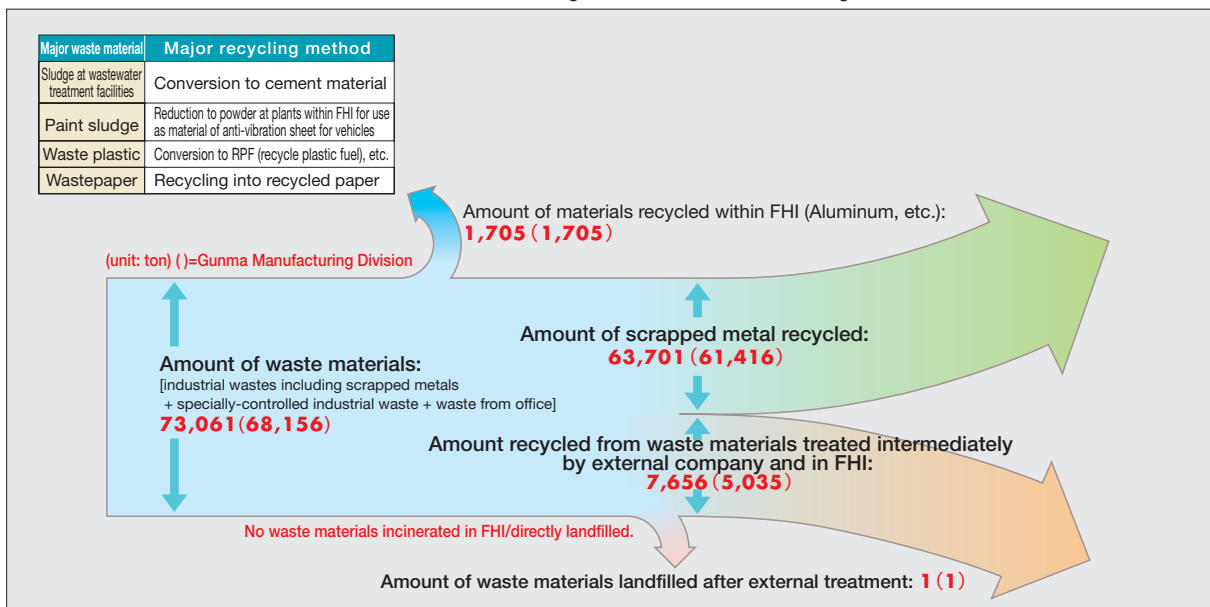 Major waste material Major recycling method
Sludge at wastewater
treatment facilities
Conversion to cement material
Paint sludge
Reduction to powder at plants within FHI for use
as material of anti-vibration sheet for vehicles
Waste plastic Conversion to RPF (recycle plastic fuel), etc.
Wastepaper Recycling into recycled paper
Amount of materials recycled within FHI (Aluminum, etc.):
1,705 (1,705)
(unit: ton) ( )=Gunma Manufacturing Division
Amount of scrapped metal recycled:
63,701 (61,416)
Amount of waste materials:
[industrial wastes including scrapped metals
+ specially-controlled industrial waste + waste from office]
73,061(68,156)
Amount recycled from waste materials treated intermediately
by external company and in FHI:
7,656 (5,035)
No waste materials incinerated in FHI/directly landfilled.
Amount of waste materials landfilled after external treatment: 1 (1)